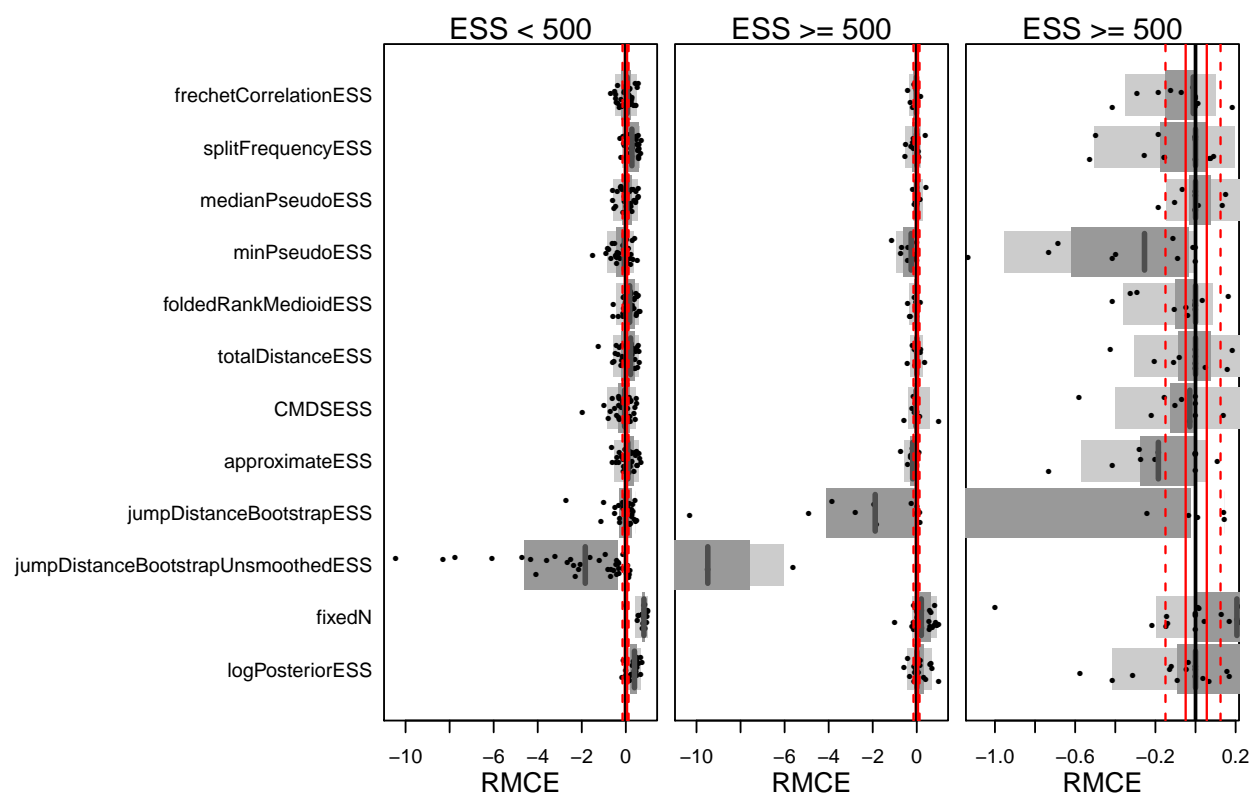 ESS < 500
ESS >= 500
ESS >= 500
frechetCorrelationESS
splitFrequencyESS
medianPseudoESS
minPseudoESS
foldedRankMedioidESS
totalDistanceESS
CMDSESS
approximateESS
jumpDistanceBootstrapESS
jumpDistanceBootstrapUnsmoothedESS
fixedN
logPosteriorESS
−10 −6 −4 −2 0
−10 −6 −4 −2 0
−1.0 −0.6 −0.2 0.2
RMCE
RMCE
RMCE